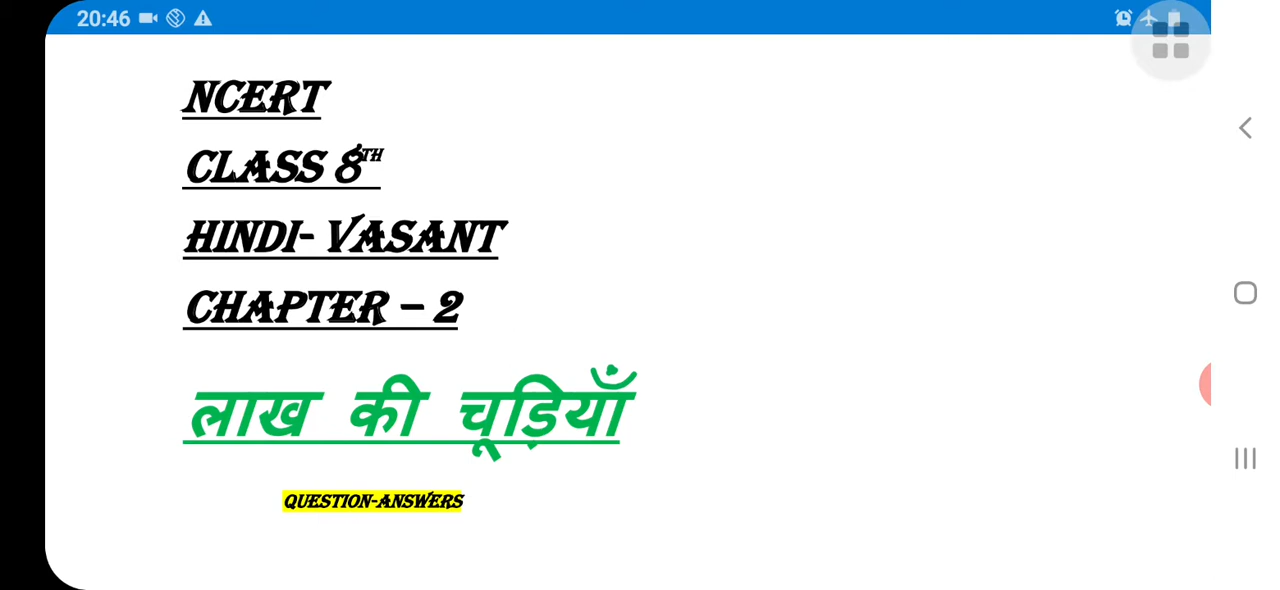 20:46
NCERT
CLASS 8TH
HINDI- VASANT
CHAPTER – 2
लाख की चूड़ियाँ
QUESTION-ANSWERS